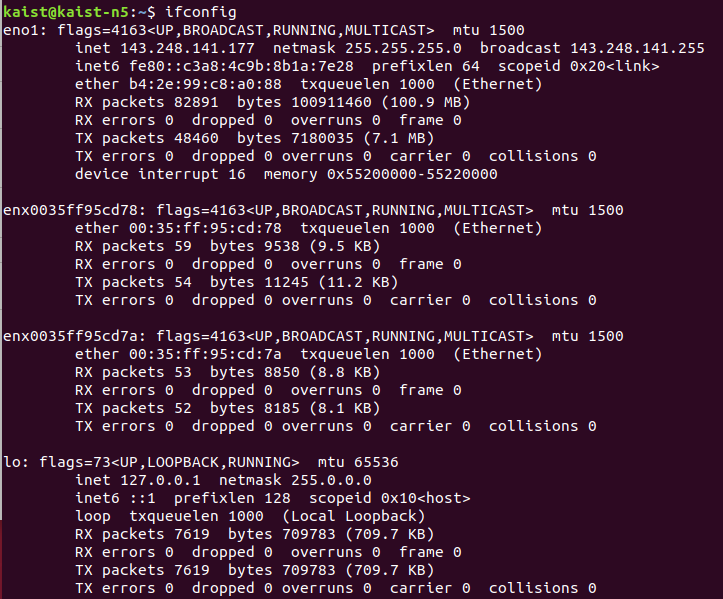 kaist@kaist-n5:~$ ifconfig
eno1: flags=4163<UP,BROADCAST,RUNNING,MULTICAST>  mtu 1500
        inet 143.248.141.177  netmask 255.255.255.0  broadcast 143.248.141.255
        inet6 fe80::c3a8:4c9b:8b1a:7e28  prefixlen 64  scopeid 0x20<link>
        ether b4:2e:99:c8:a0:88  txqueuelen 1000  (Ethernet)
        RX packets 82891  bytes 100911460 (100.9 MB)
        RX errors 0  dropped 0  overruns 0  frame 0
        TX packets 48460  bytes 7180035 (7.1 MB)
        TX errors 0  dropped 0 overruns 0  carrier 0  collisions 0
        device interrupt 16  memory 0x55200000-55220000

enx0035ff95cd78: flags=4163<UP,BROADCAST,RUNNING,MULTICAST>  mtu 1500
        ether 00:35:ff:95:cd:78  txqueuelen 1000  (Ethernet)
        RX packets 59  bytes 9538 (9.5 KB)
        RX errors 0  dropped 0  overruns 0  frame 0
        TX packets 54  bytes 11245 (11.2 KB)
        TX errors 0  dropped 0 overruns 0  carrier 0  collisions 0

enx0035ff95cd7a: flags=4163<UP,BROADCAST,RUNNING,MULTICAST>  mtu 1500
        ether 00:35:ff:95:cd:7a  txqueuelen 1000  (Ethernet)
        RX packets 53  bytes 8850 (8.8 KB)
        RX errors 0  dropped 0  overruns 0  frame 0
        TX packets 52  bytes 8185 (8.1 KB)
        TX errors 0  dropped 0 overruns 0  carrier 0  collisions 0

lo: flags=73<UP,LOOPBACK,RUNNING>  mtu 65536
        inet 127.0.0.1  netmask 255.0.0.0
        inet6 ::1  prefixlen 128  scopeid 0x10<host>
        loop  txqueuelen 1000  (Local Loopback)
        RX packets 7619  bytes 709783 (709.7 KB)
        RX errors 0  dropped 0  overruns 0  frame 0
        TX packets 7619  bytes 709783 (709.7 KB)
        TX errors 0  dropped 0 overruns 0  carrier 0  collisions 0